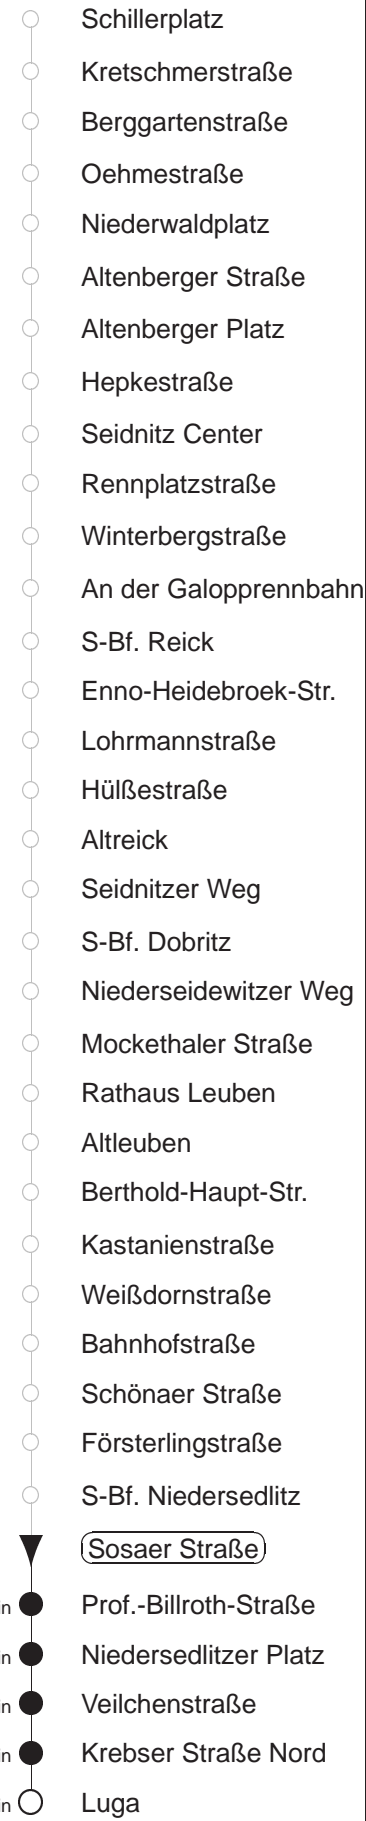 Schillerplatz
Kretschmerstraße
Berggartenstraße
Oehmestraße
Niederwaldplatz
Altenberger Straße
Altenberger Platz
Hepkestraße
Seidnitz Center
Rennplatzstraße
Winterbergstraße
An der Galopprennbahn
S-Bf. Reick
Enno-Heidebroek-Str.
Lohrmannstraße
Hülßestraße
Altreick
Seidnitzer Weg
S-Bf. Dobritz
Niederseidewitzer Weg
Mockethaler Straße
Rathaus Leuben
Altleuben
Berthold-Haupt-Str.
Kastanienstraße
Weißdornstraße
Bahnhofstraße
Schönaer Straße
Försterlingstraße
S-Bf. Niedersedlitz
Sosaer Straße
Prof.-Billroth-Straße
Niedersedlitzer Platz
Veilchenstraße
Krebser Straße Nord
Luga